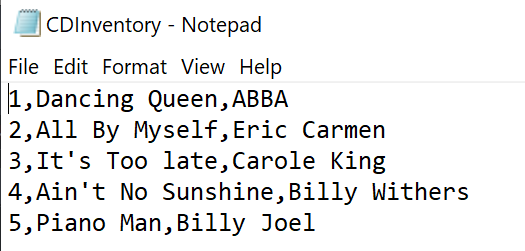 CDInventory - Notepad
File Edit Format View Help
1,Dancing Queen,ABBA
2,All By Myself,Eric Carmen
3,It's Too late,Carole King
4,Ain't No Sunshine,Billy Withers
5,Piano Man,Billy Joel